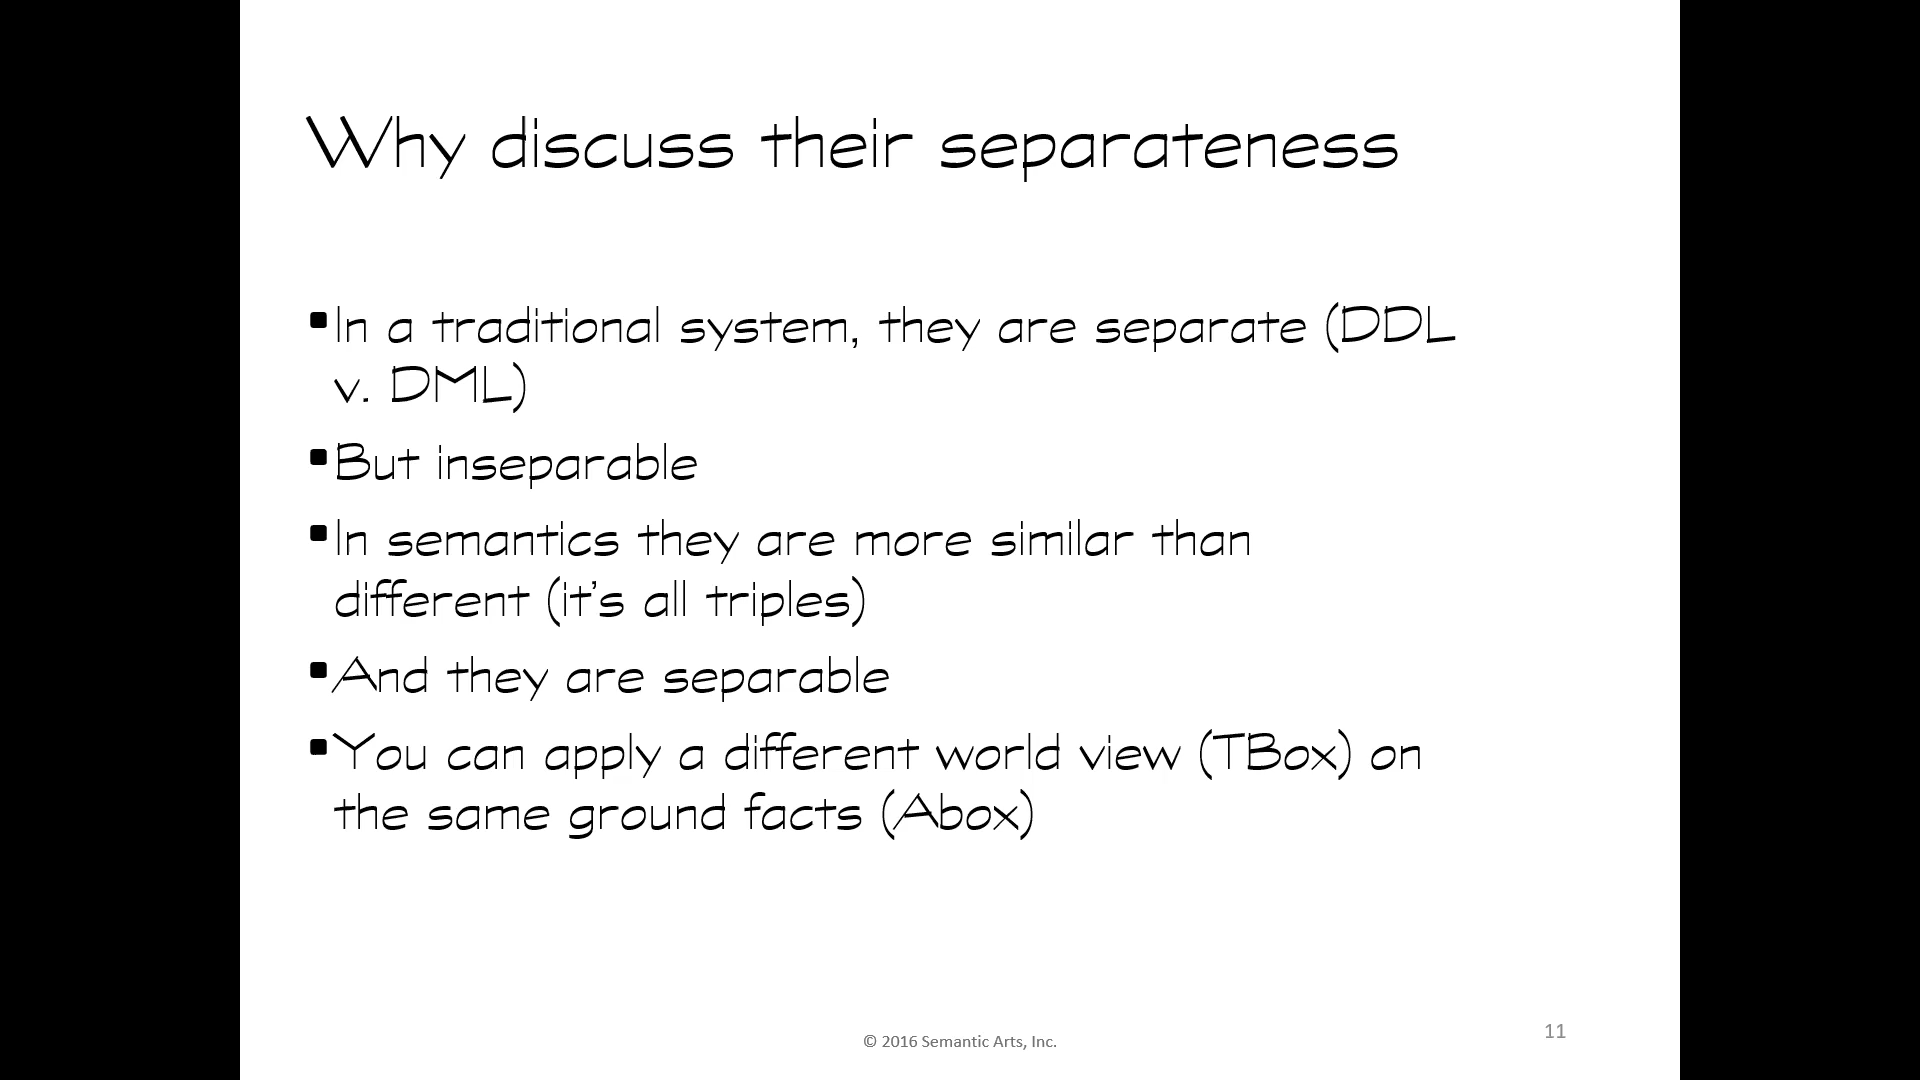 Why discuss their separateness
▪In a traditional system, they are separate (DDL
v. DML)
▪But inseparable
▪In semantics they are more similar than
different (it's all triples)
▪And they are separable
▪You can apply a different world view (TBox) on
the same ground facts (Abox)
© 2016 Semantic Arts, Inc.
11